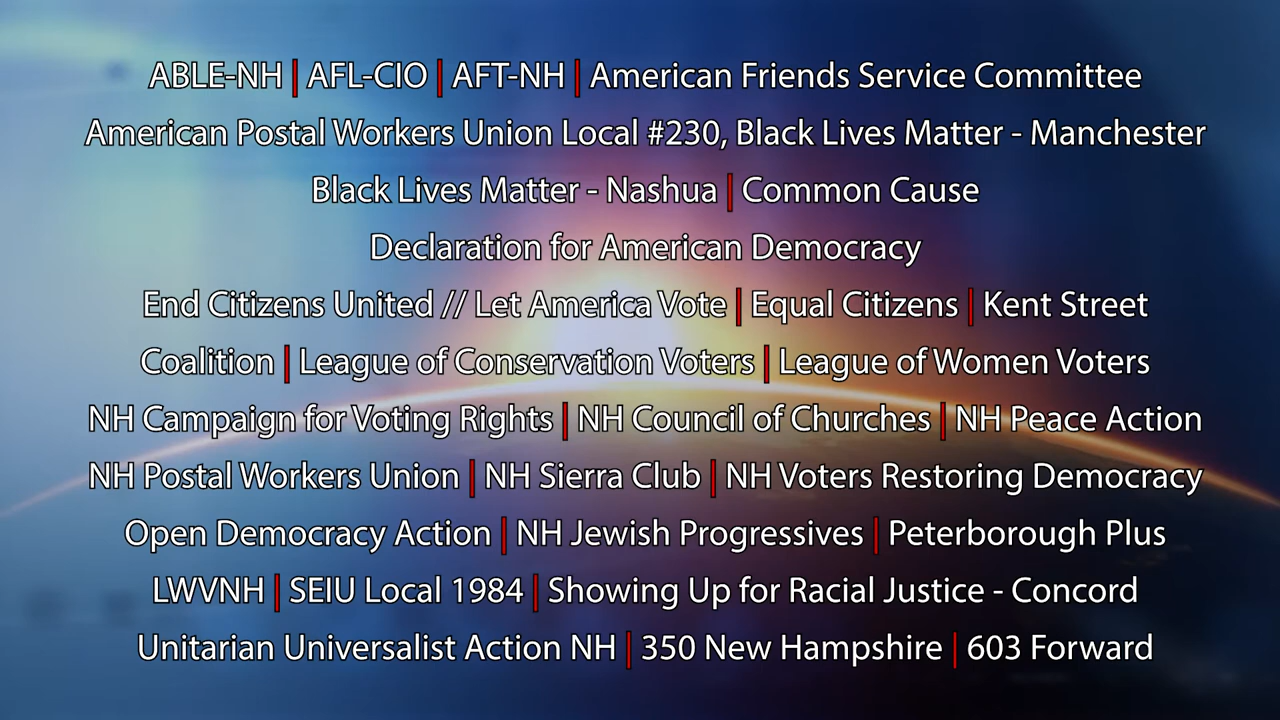 ABLE-NH | AFL-CIO | AFT-NH | American Friends Service Committee
American Postal Workers Union Local #230, Black Lives Matter - Manchester
Black Lives Matter - Nashua | Common Cause
Declaration for American Democracy
End Citizens United // Let America Vote | Equal Citizens | Kent Street
Coalition | League of Conservation Voters | League of Women Voters
NH Campaign for Voting Rights | NH Council of Churches | NH Peace Action
NH Postal Workers Union | NH Sierra Club | NH Voters Restoring Democracy
Open Democracy Action | NH Jewish Progressives | Peterborough Plus
LWVNH | SEIU Local 1984 | Showing Up for Racial Justice - Concord
Unitarian Universalist Action NH | 350 New Hampshire | 603 Forward